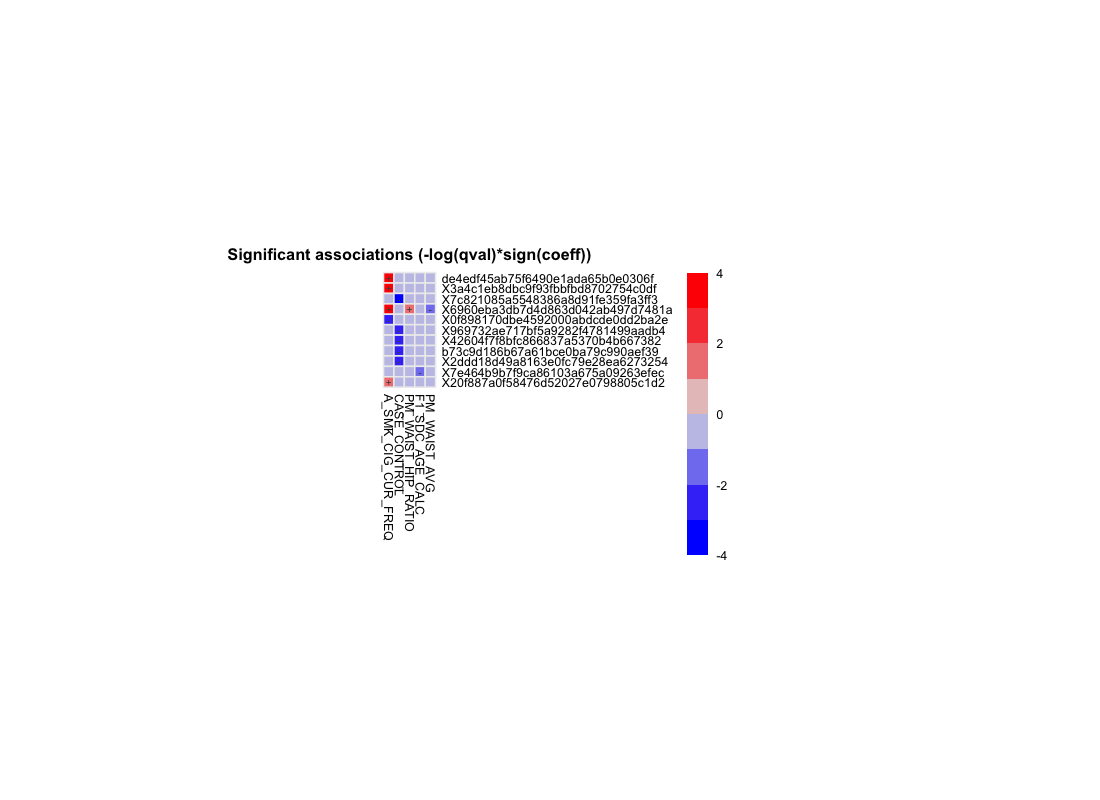 Significant associations (-log(qval)*sign(coeff))
de4edf45ab75f6490e1ada65b0e0306f
X3a4c1eb8dbc9f93fbbfbd8702754c0df
X7c821085a5548386a8d91fe359fa3ff3
X6960eba3db7d4d863d042ab497d7481a
X0f898170dbe4592000abdcde0dd2ba2e
X969732ae717bf5a9282f4781499aadb4
X42604f7f8bfc866837a5370b4b667382
b73c9d186b67a61bce0ba79c990aef39
X2ddd18d49a8163e0fc79e28ea6273254
X7e464b9b7f9ca86103a675a09263efec
X20f887a0f58476d52027e0798805c1d2
A_SMK_CIG_CUR_FREQ
CASE_CONTROL
PM_WAIST_HIP_RATIO
F1_SDC_AGE_CALC
PM_WAIST_AVG
4
2
0
-2
-4